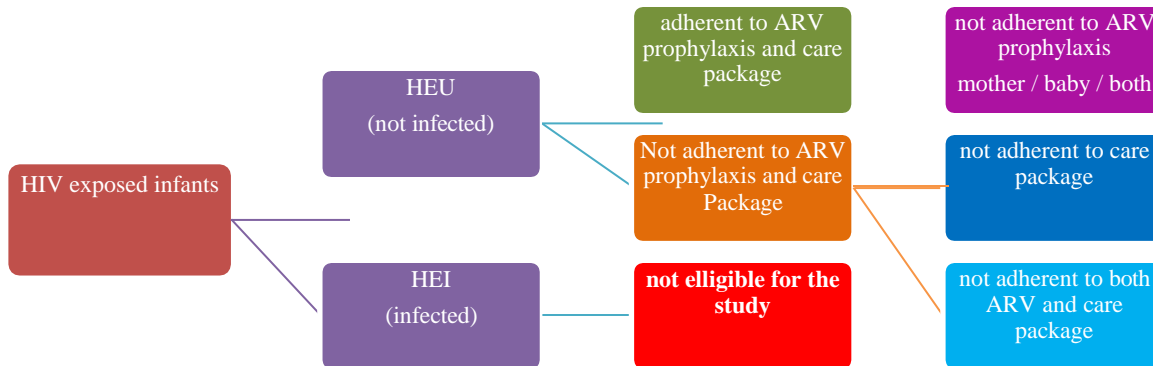 HIV exposed infants
HEU
(not infected)
HEI
(infected)
adherent to ARV
prophylaxis and care
package
Not adherent to ARV
prophylaxis and care
Package
not elligible for the
study
not adherent to ARV
prophylaxis
mother / baby / both
not adherent to care
package
not adherent to both
ARV and care
package